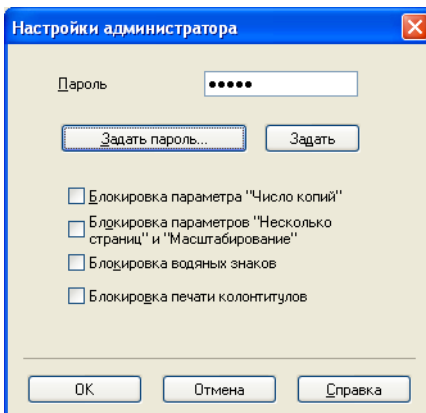 Настройки администратора
Пароль
•••••
Задать пароль...
Задать
Блокировка параметра "Число копий"
Блокировка параметров "Несколько
страниц" и "Масштабирование"
Блокировка водяных знаков
Блокировка печати колонтитулов
OK
Отмена
Справка